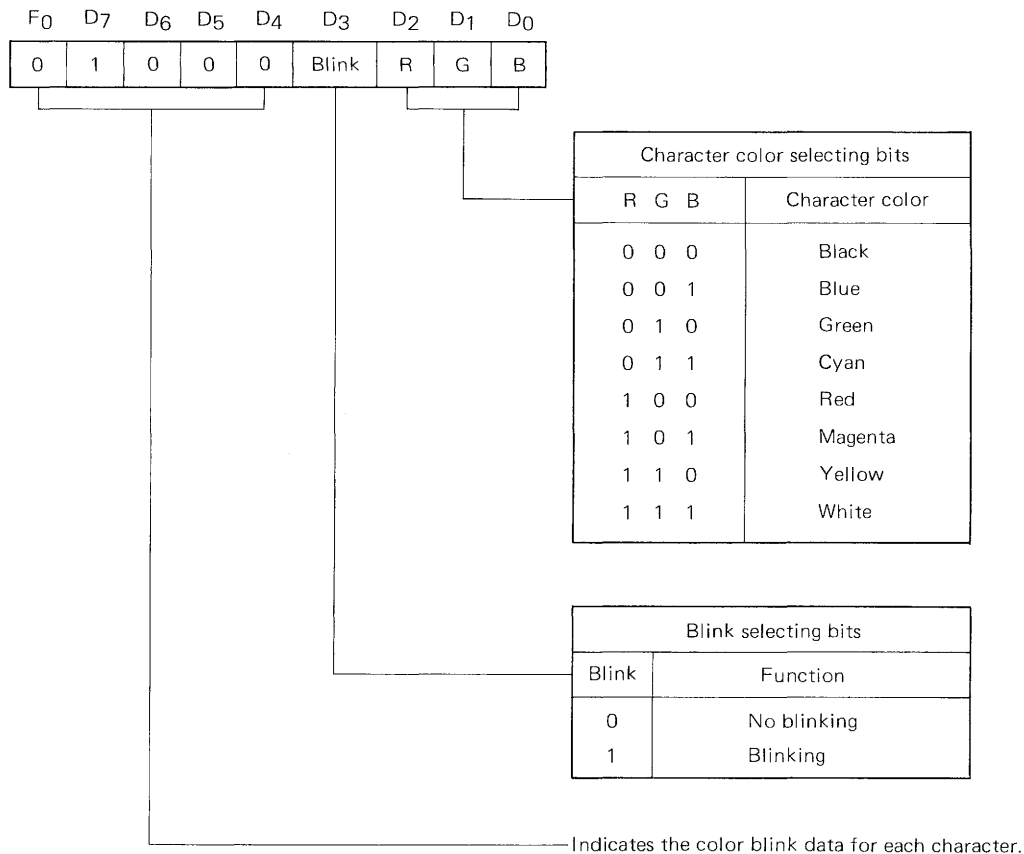 F0 D7 D6 D5 D4 D3 D2 D1 D0
0 1 0 0 0 Blink R G B
Character color selecting bits
R G B Character color
0 0 0 Black
0 0 1 Blue
0 1 0 Green
0 1 1 Cyan
1 0 0 Red
1 0 1 Magenta
1 1 0 Yellow
1 1 1 White
Blink selecting bits
Blink Function
0 No blinking
1 Blinking
Indicates the color blink data for each character.